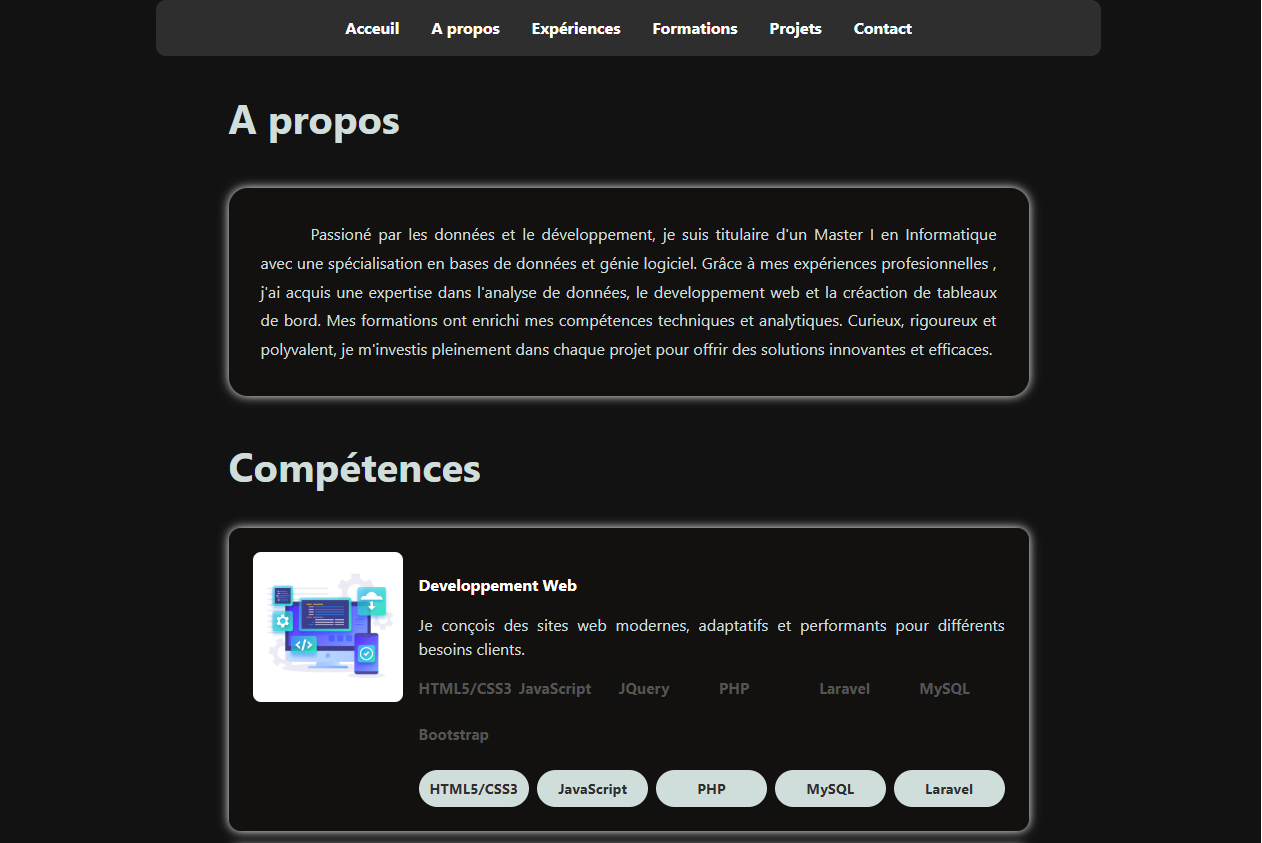 Acceuil A propos Expériences Formations Projets Contact
A propos
Passioné par les données et le développement, je suis titulaire d'un Master I en Informatique
avec une spécialisation en bases de données et génie logiciel. Grâce à mes expériences profesionnelles ,
j'ai acquis une expertise dans l'analyse de données, le developpement web et la créaction de tableaux
de bord. Mes formations ont enrichi mes compétences techniques et analytiques. Curieux, rigoureux et
polyvalent, je m'investis pleinement dans chaque projet pour offrir des solutions innovantes et efficaces.
Compétences
Developpement Web
Je conçois des sites web modernes, adaptatifs et performants pour différents
besoins clients.
HTML5/CSS3 JavaScript JQuery PHP Laravel MySQL
Bootstrap
HTML5/CSS3 JavaScript PHP MySQL Laravel